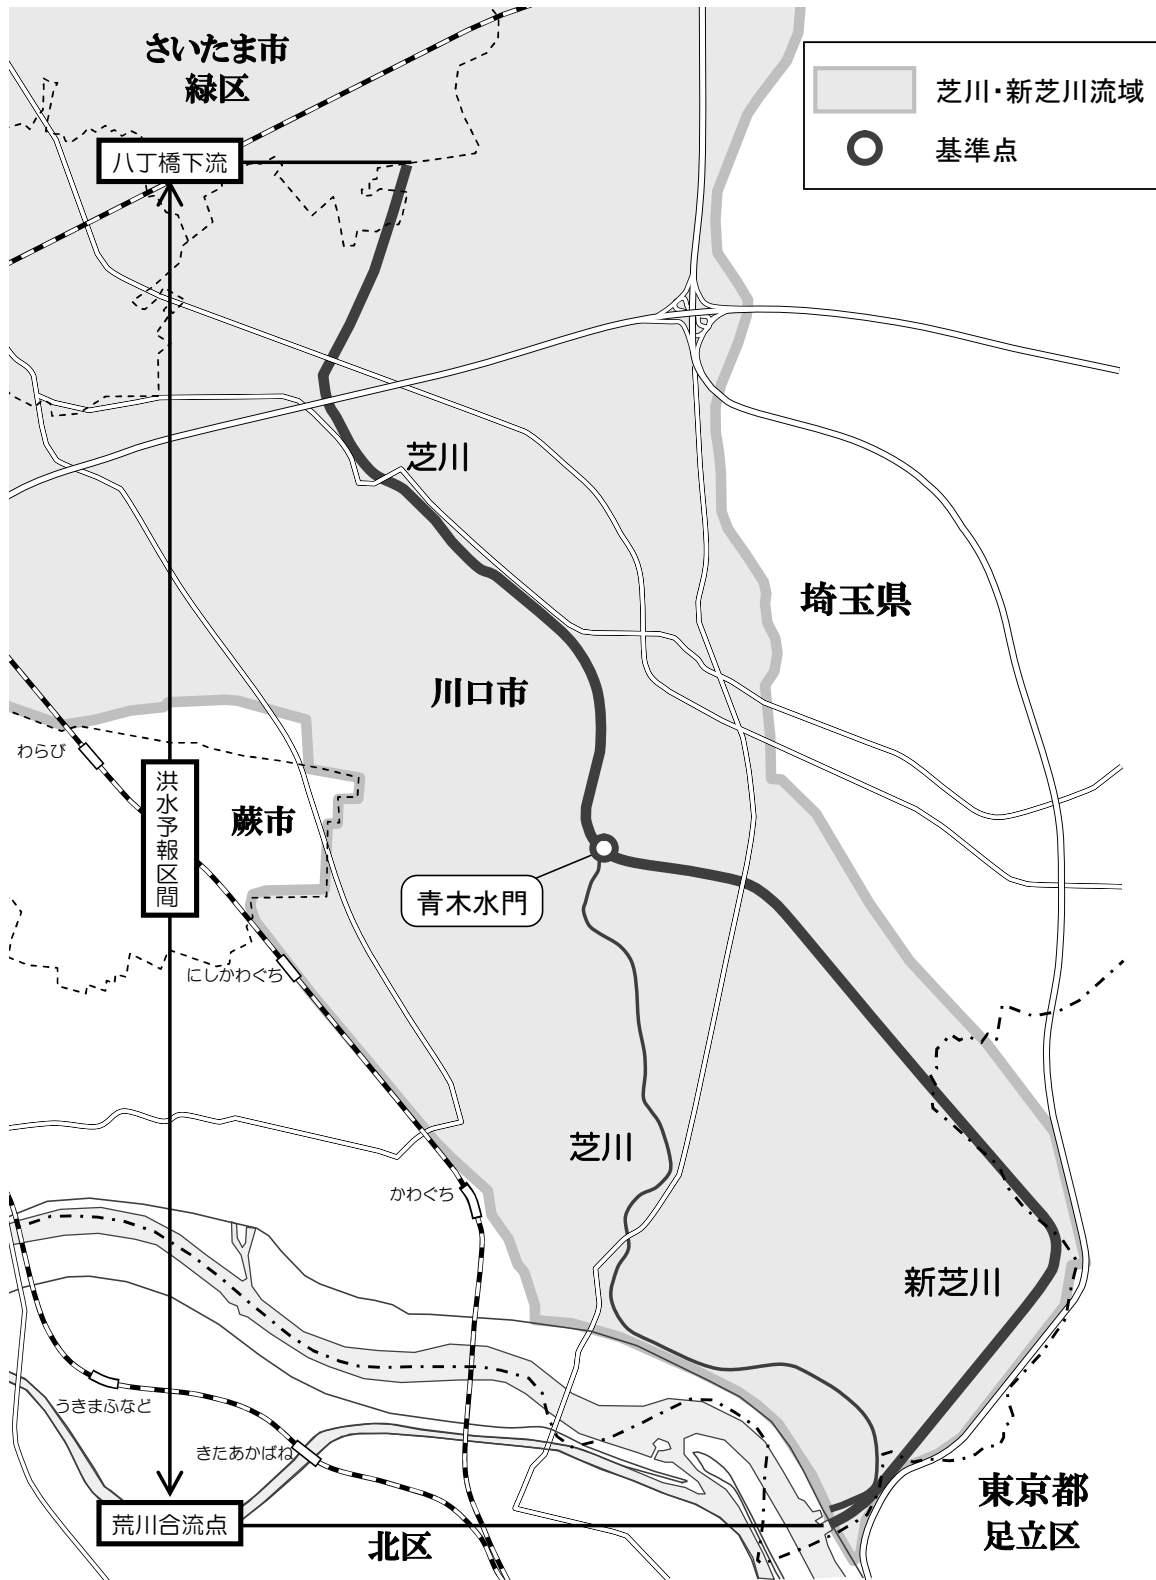 さいたま市
緑区
芝川・新芝川流域
基準点
八丁橋下流
芝川
埼玉県
川口市
わらび
洪水予報区間
蕨市
青木水門
にしかわぐち
芝川
かわぐち
新芝川
うきまふなど
きたあかばね
東京都
足立区
荒川合流点
北区